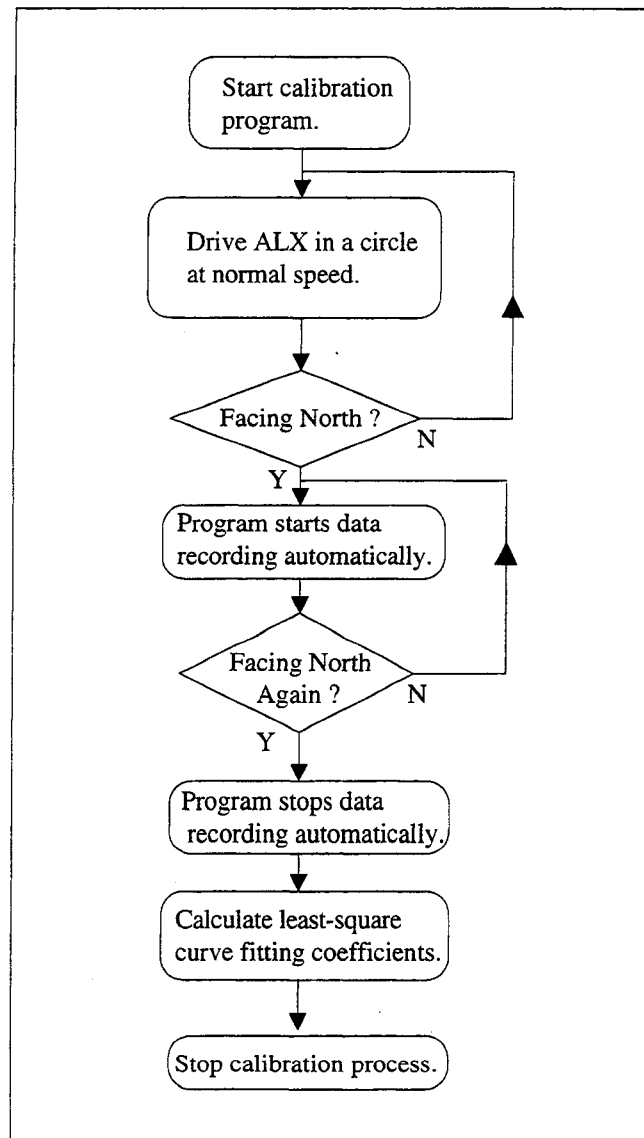 Start calibration
program.
Drive ALX in a circle
at normal speed.
Facing North ?
N
Y
Program starts data
recording automatically.
Facing North
Again ?
N
Y
Program stops data
recording automatically.
Calculate least-square
curve fitting coefficients.
Stop calibration process.